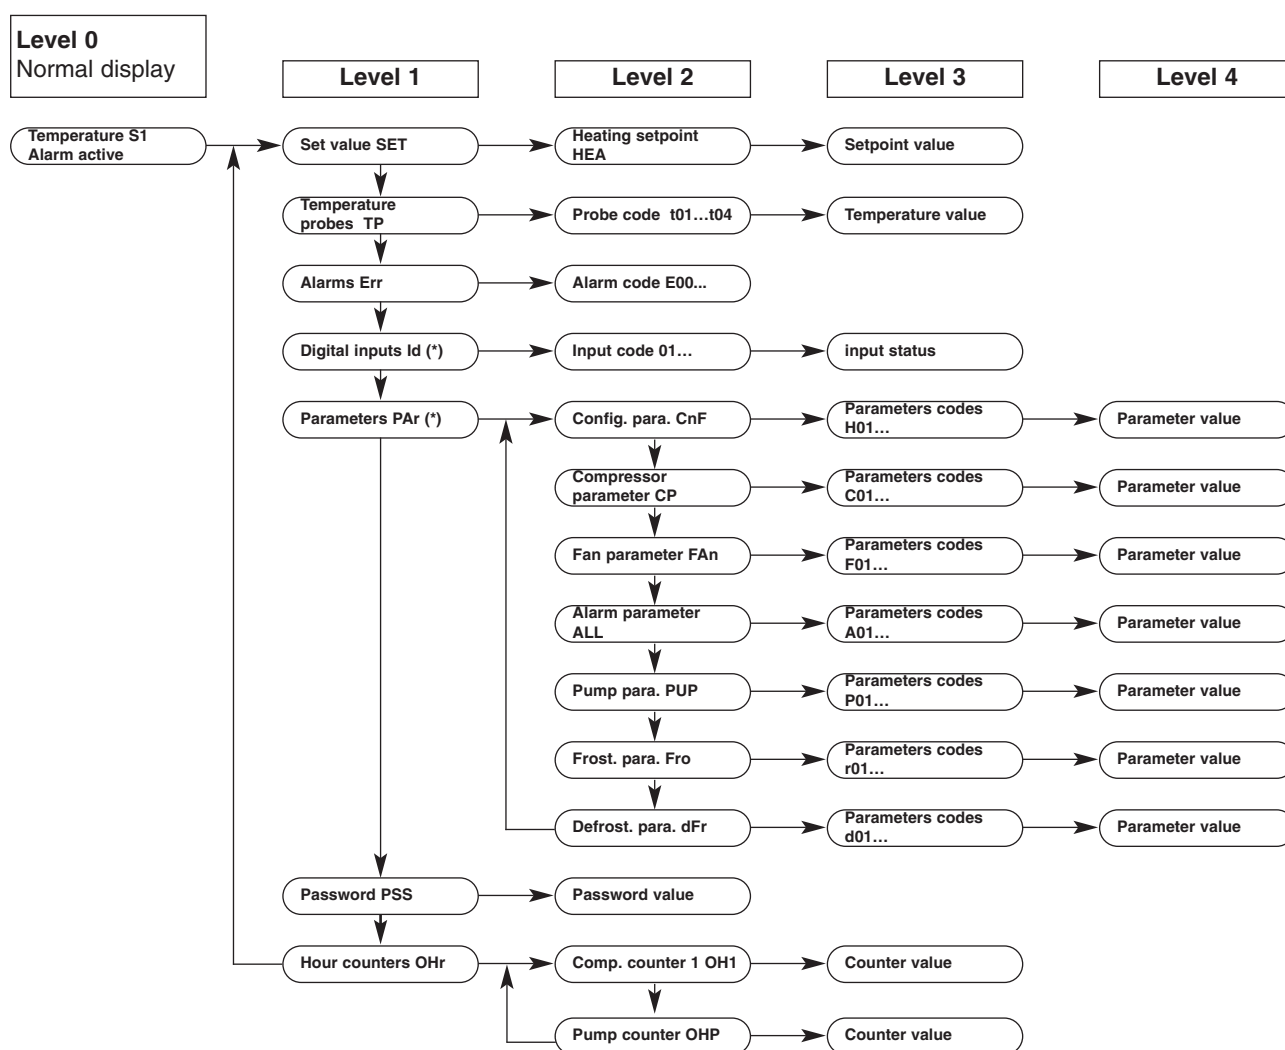 Level 0
Normal display
Level 1
Level 2
Level 3
Level 4
Temperature S1
Alarm active
Set value SET
Heating setpoint
HEA
Setpoint value
Temperature
probes TP
Probe code t01...t04
Temperature value
Alarms Err
Alarm code E00...
Digital inputs Id (*)
Input code 01...
input status
Parameters PAr (*)
Config. para. CnF
Parameters codes
H01...
Parameter value
Compressor
parameter CP
Parameters codes
C01...
Parameter value
Fan parameter FAn
Parameters codes
F01...
Parameter value
Alarm parameter
ALL
Parameters codes
A01...
Parameter value
Pump para. PUP
Parameters codes
P01...
Parameter value
Frost. para. Fro
Parameters codes
r01...
Parameter value
Defrost. para. dFr
Parameters codes
d01...
Parameter value
Password PSS
Password value
Hour counters OHr
Comp. counter 1 OH1
Counter value
Pump counter OHP
Counter value